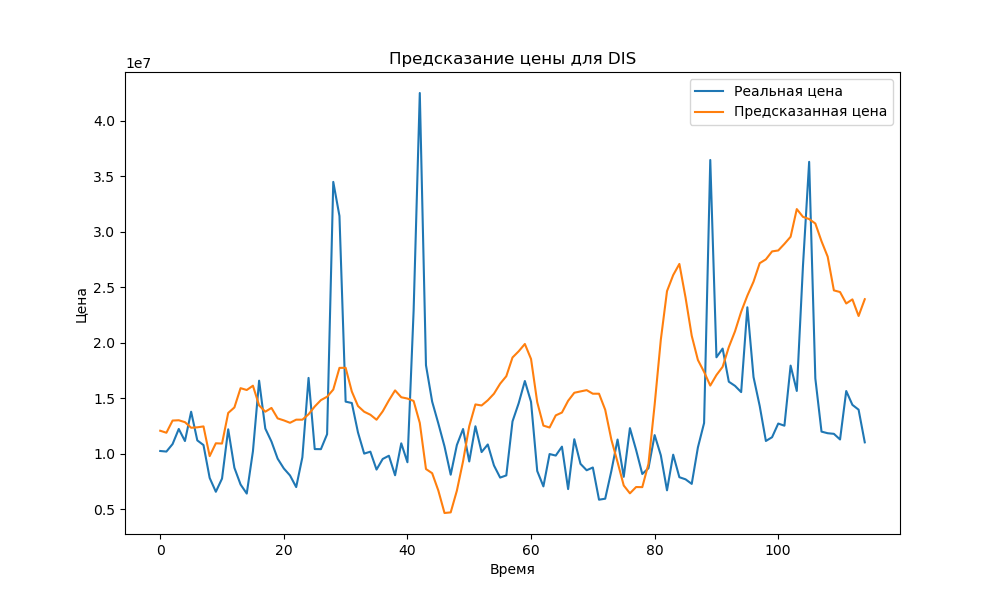 Предсказание цены для DIS
1e7
Реальная цена
Предсказанная цена
4.0
3.5
3.0
2.5
2.0
1.5
1.0
0.5
Цена
0 20 40 60 80 100
Время